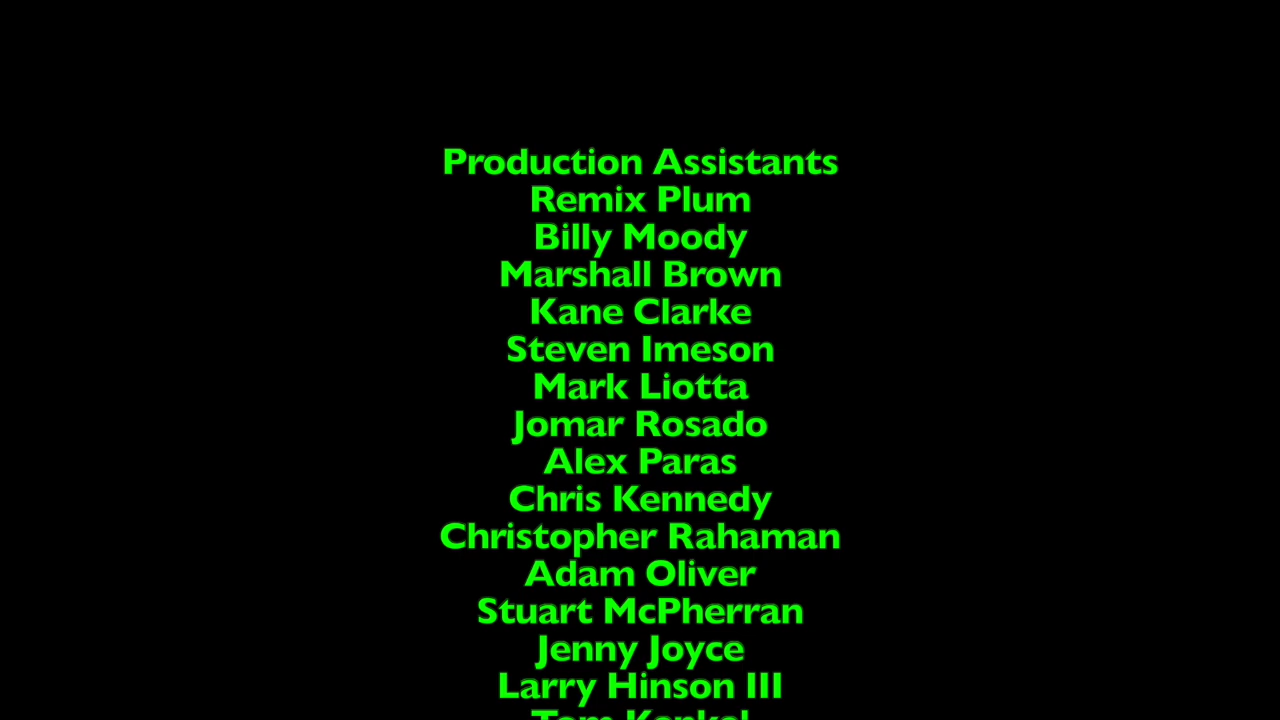 Production Assistants
Remix Plum
Billy Moody
Marshall Brown
Kane Clarke
Steven Imeson
Mark Liotta
Jomar Rosado
Alex Paras
Chris Kennedy
Christopher Rahaman
Adam Oliver
Stuart McPherran
Jenny Joyce
Larry Hinson III
Tom